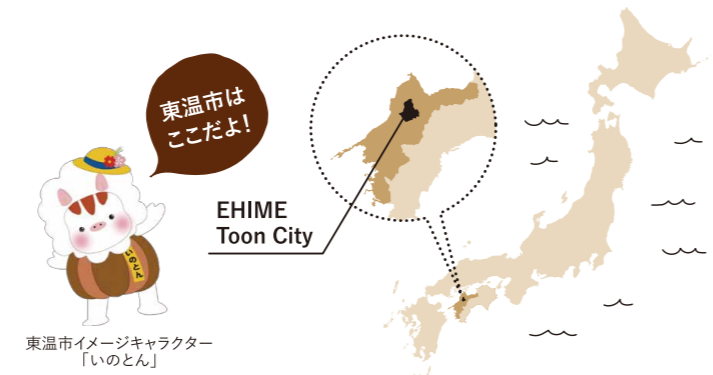 東温市は
ここだよ!
EHIME
Toon City
いのとん
東温市イメージキャラクター
「いのとん」